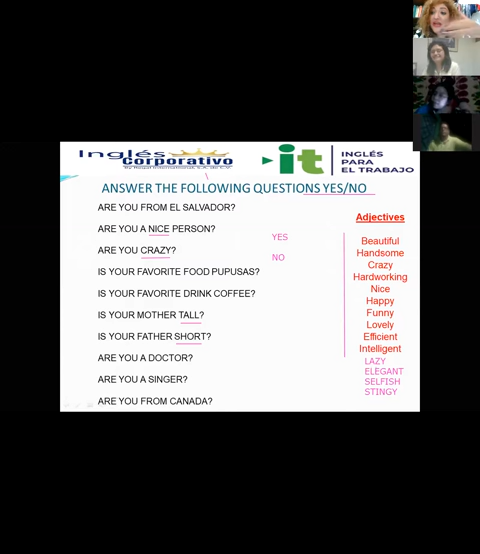 Inglés
Corporativo
it
INGLÉS
PARA
EL TRABAJO
ANSWER THE FOLLOWING QUESTIONS YES/NO
ARE YOU FROM EL SALVADOR?
ARE YOU A NICE PERSON?
YES
ARE YOU CRAZY?
NO
IS YOUR FAVORITE FOOD PUPUSAS?
IS YOUR FAVORITE DRINK COFFEE?
IS YOUR MOTHER TALL?
IS YOUR FATHER SHORT?
ARE YOU A DOCTOR?
ARE YOU A SINGER?
ARE YOU FROM CANADA?
Adjectives
Beautiful
Handsome
Crazy
Hardworking
Nice
Happy
Funny
Lovely
Efficient
Intelligent
LAZY
ELEGANT
SELFISH
STINGY